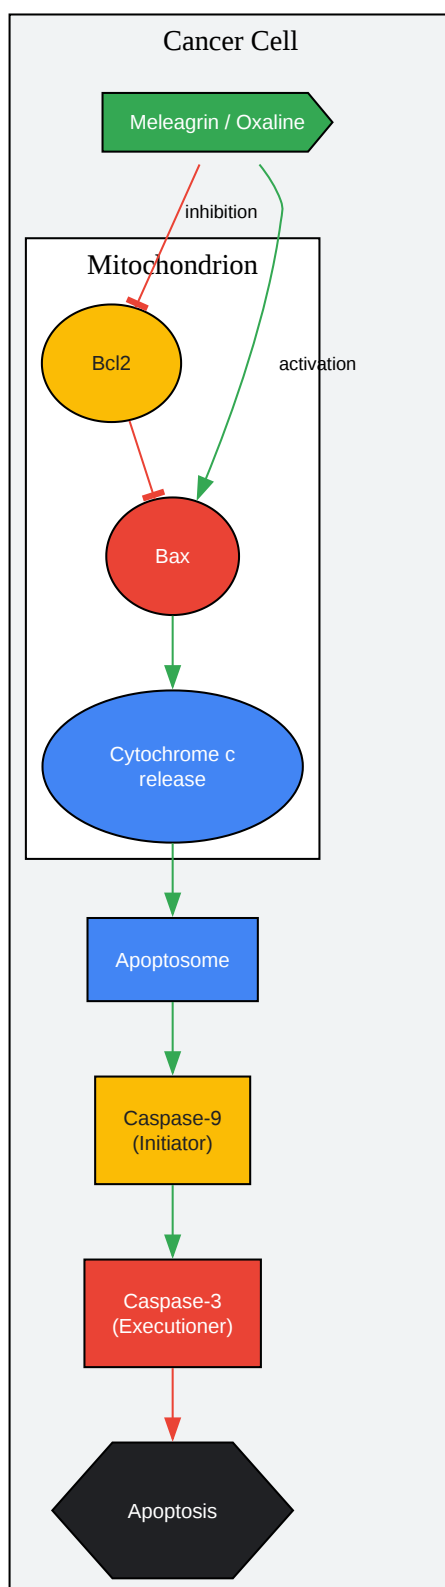 Cancer Cell
Meleagrin / Oxaline
inhibition
Mitochondrion
Bcl2
activation
Bax
Cytochrome c
release
Apoptosome
Caspase-9
(Initiator)
Caspase-3
(Executioner)
Apoptosis